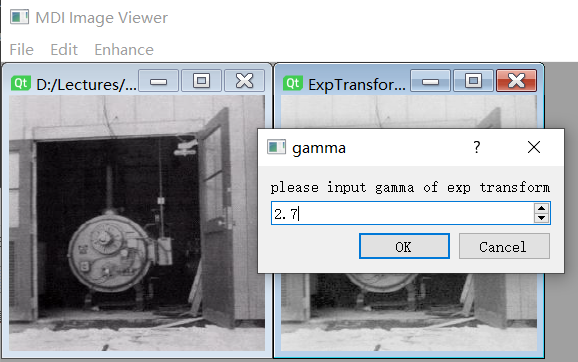 MDI Image Viewer
File Edit Enhance
Qt D:/Lectures/... Qt ExpTransfor...
gamma ?
please input gamma of exp transform
2.7
OK Cancel